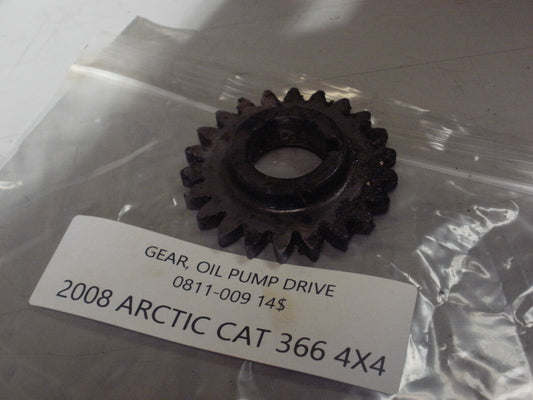 GEAR, OIL PUMP DRIVE
0811-009 14$
2008 ARCTIC CAT 366 4X4